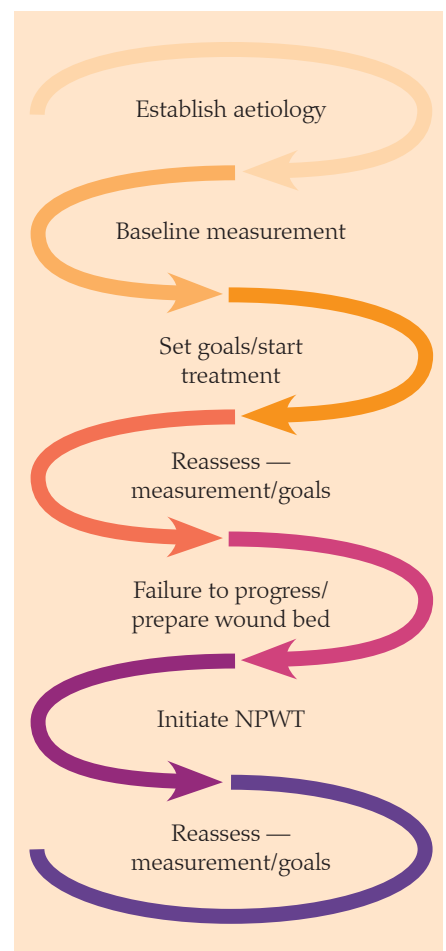 Establish aetiology
Baseline measurement
Set goals/start
treatment
Reassess —
measurement/goals
Failure to progress/
prepare wound bed
Initiate NPWT
Reassess —
measurement/goals